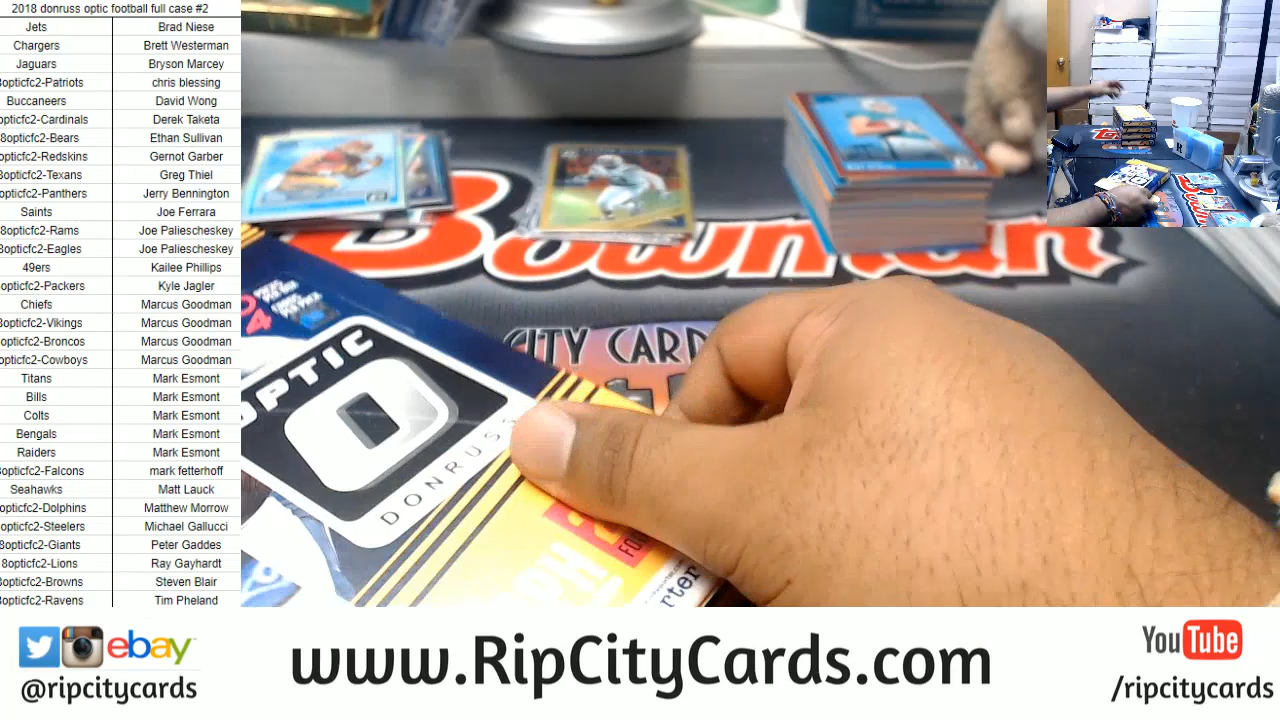 2018 donruss optic football full case #2
Jets Brad Niese
Chargers Brett Westerman
Jaguars Bryson Marcey
8opticfc2-Patriots chris blessing
Buccaneers David Wong
opticfc2-Cardinals Derek Taketa
8opticfc2-Bears Ethan Sullivan
opticfc2-Redskins Gernot Garber
8opticfc2-Texans Greg Thiel
opticfc2-Panthers Jerry Bennington
Saints Joe Ferrara
8opticfc2-Rams Joe Paliescheskey
8opticfc2-Eagles Joe Paliescheskey
49ers Kailee Phillips
opticfc2-Packers Kyle Jagler
Chiefs Marcus Goodman
8opticfc2-Vikings Marcus Goodman
opticfc2-Broncos Marcus Goodman
opticfc2-Cowboys Marcus Goodman
Titans Mark Esmont
Bills Mark Esmont
Colts Mark Esmont
Bengals Mark Esmont
Raiders Mark Esmont
8opticfc2-Falcons mark fetterhoff
Seahawks Matt Lauck
opticfc2-Dolphins Matthew Morrow
opticfc2-Steelers Michael Gallucci
8opticfc2-Giants Peter Gaddes
8opticfc2-Lions Ray Gayhardt
8opticfc2-Browns Steven Blair
8opticfc2-Ravens Tim Pheland
Bowman
CITY CARD
OPTIC
DONRUSS
ebay
@ripcitycards
www.RipCityCards.com
YouTube
/ripcitycards